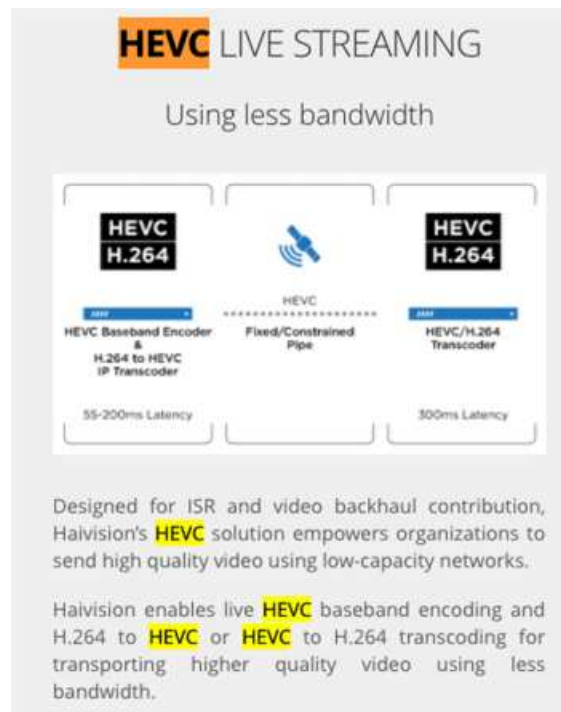 HEVC LIVE STREAMING
Using less bandwidth
HEVC
H.264
HEVC Baseband Encoder
&
H.264 to HEVC
IP Transcoder
55-200ms Latency
HEVC
Fixed/Constrained
Pipe
HEVC
H.264
HEVC/H.264
Transcoder
300ms Latency
Designed for ISR and video backhaul contribution,
Haivision's HEVC solution empowers organizations to
send high quality video using low-capacity networks.
Haivision enables live HEVC baseband encoding and
H.264 to HEVC or HEVC to H.264 transcoding for
transporting higher quality video using less
bandwidth.